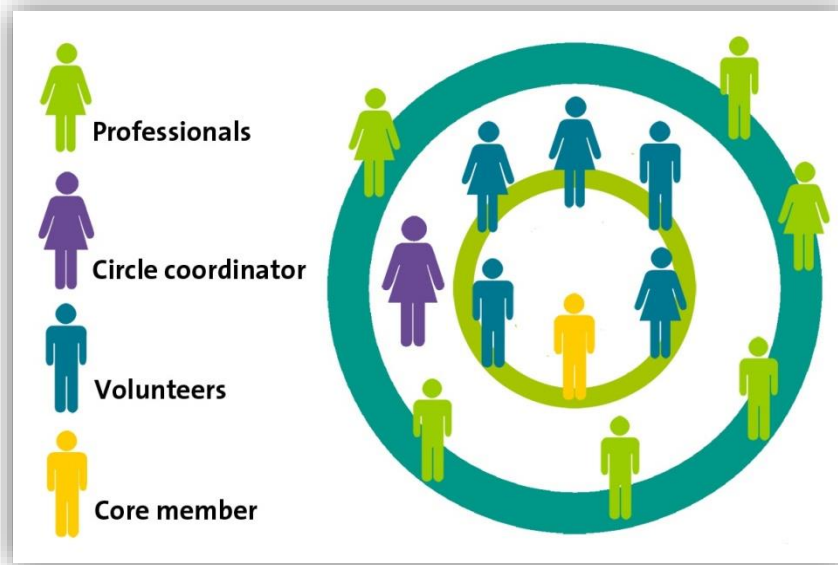 Professionals
Circle coordinator
Volunteers
Core member